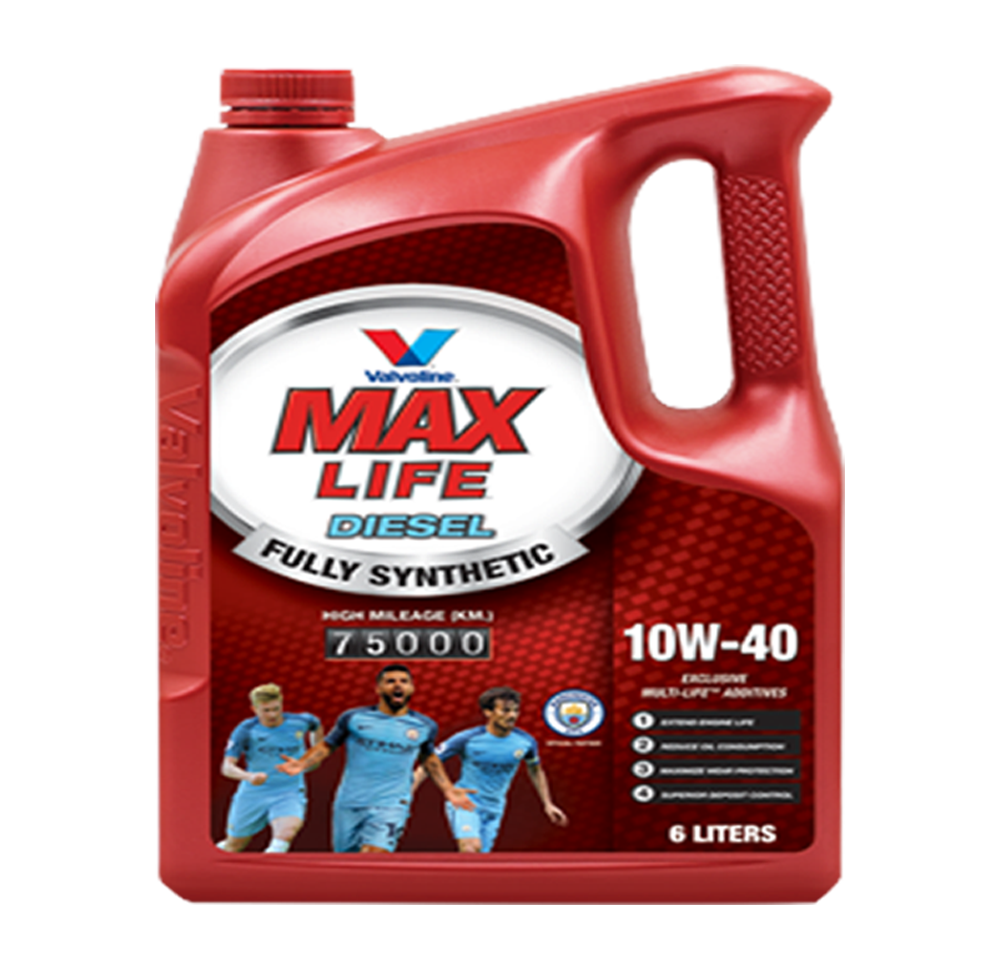 Valvoline
Valvoline
MAX
LIFE
DIESEL
FULLY SYNTHETIC
HIGH MILEAGE (KM.)
75000
10W-40
EXCLUSIVE
MULTI-LIFE™ ADDITIVES
1 EXTEND ENGINE LIFE
2 REDUCE OIL CONSUMPTION
3 MAXIMIZE WEAR PROTECTION
4 SUPERIOR DEPOSIT CONTROL
6 LITERS